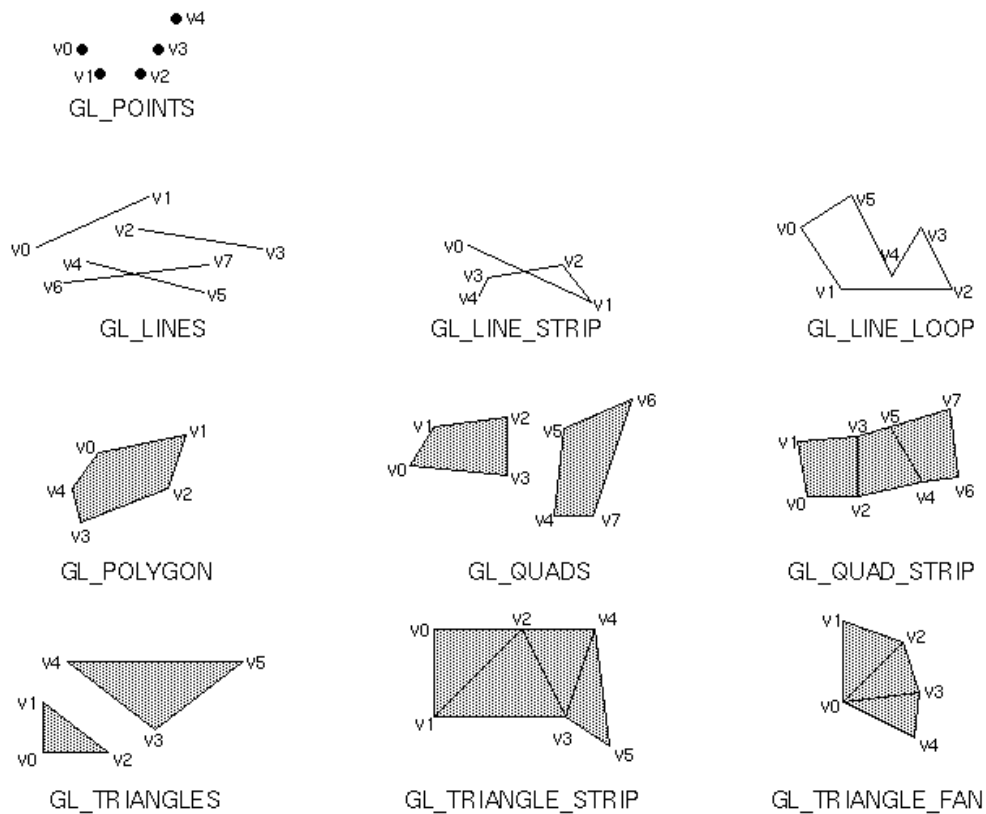 v4
v0 v3
v1 v2
GL_POINTS
v1
v2
v0 v3
v4 v7
v6 v5
GL_LINES
v0
v2
v3
v4
v1
GL_LINE_STRIP
v5
v0 v3
v4
v1 v2
GL_LINE_LOOP
v0 v1
v4 v2
v3
GL_POLYGON
v1 v2
v0 v3
v5 v6
v4 v7
GL_QUADS
v1 v3 v5 v7
v0 v2 v4 v6
GL_QUAD_STRIP
v4 v5
v1
v3
v0 v2
GL_TRIANGLES
v0 v2 v4
v1 v3
v5
GL_TRIANGLE_STRIP
v1
v2
v3
v0
v4
GL_TRIANGLE_FAN